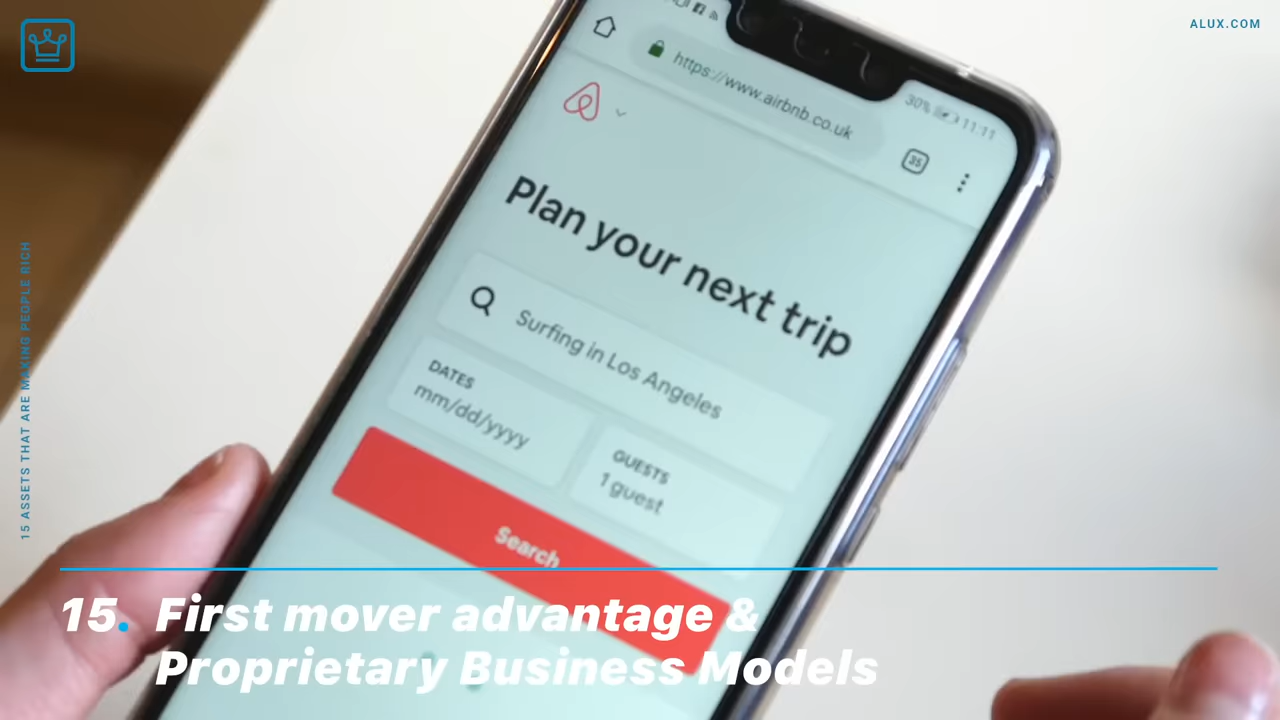 ALUX.COM
30% 11:11
https://www.airbnb.co.uk
35
Plan your next trip
Surfing in Los Angeles
DATES
mm/dd/yyyy
GUESTS
1 guest
Search
15 ASSETS THAT ARE MAKING PEOPLE RICH
15. First mover advantage &
Proprietary Business Models